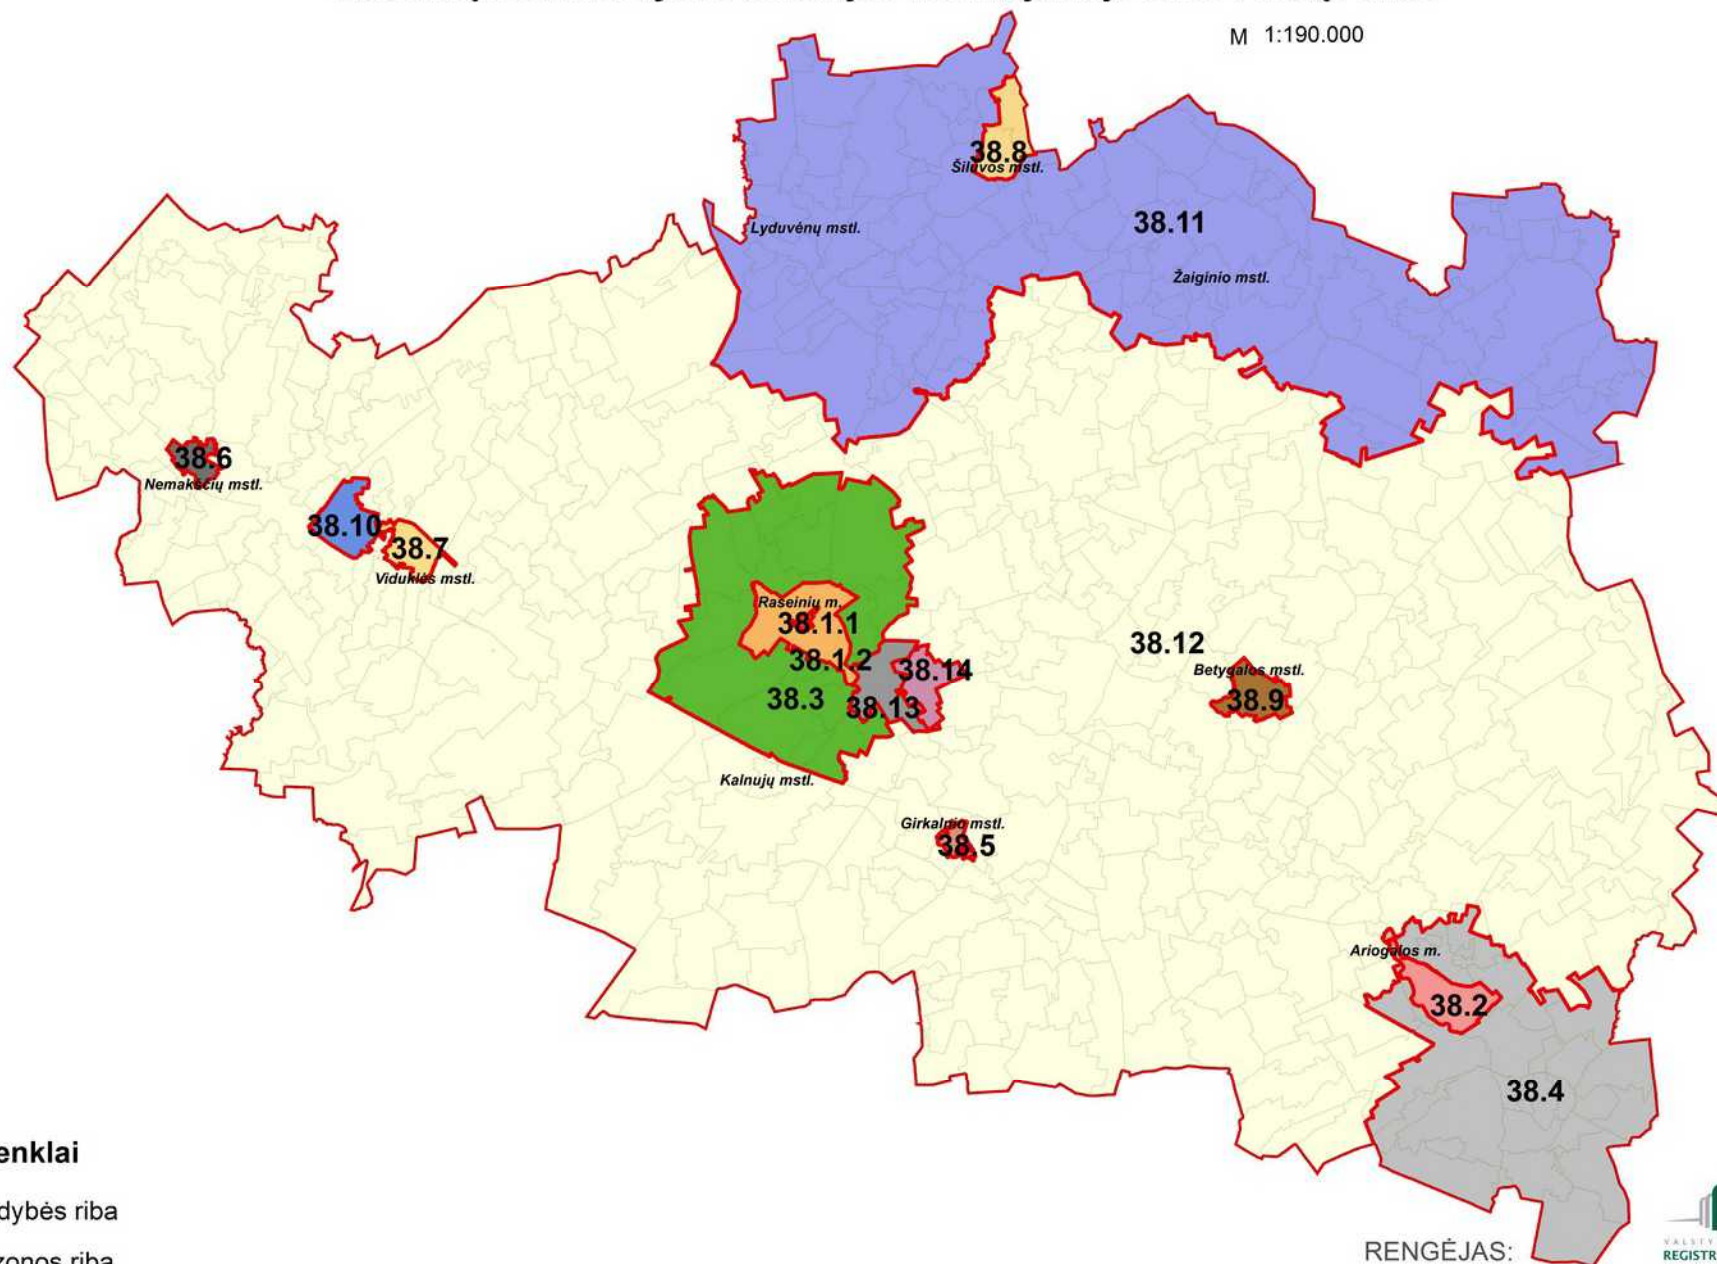 M 1:190.000
38.8
Šiluvos mstl.
Lyduvėnų mstl.
38.11
Žaiginio mstl.
38.6
Nemakščių mstl.
38.10
38.7
Viduklės mstl.
Raseinių m.
38.1.1
38.1.2
38.12
38.14
Betygalos mstl.
38.3
38.13
38.9
Kalnujų mstl.
Girkalnio mstl.
38.5
Ariogalos m.
38.2
38.4
enklai
dybės riba
zonos riba
RENGĖJAS:
VALSTY
REGISTR